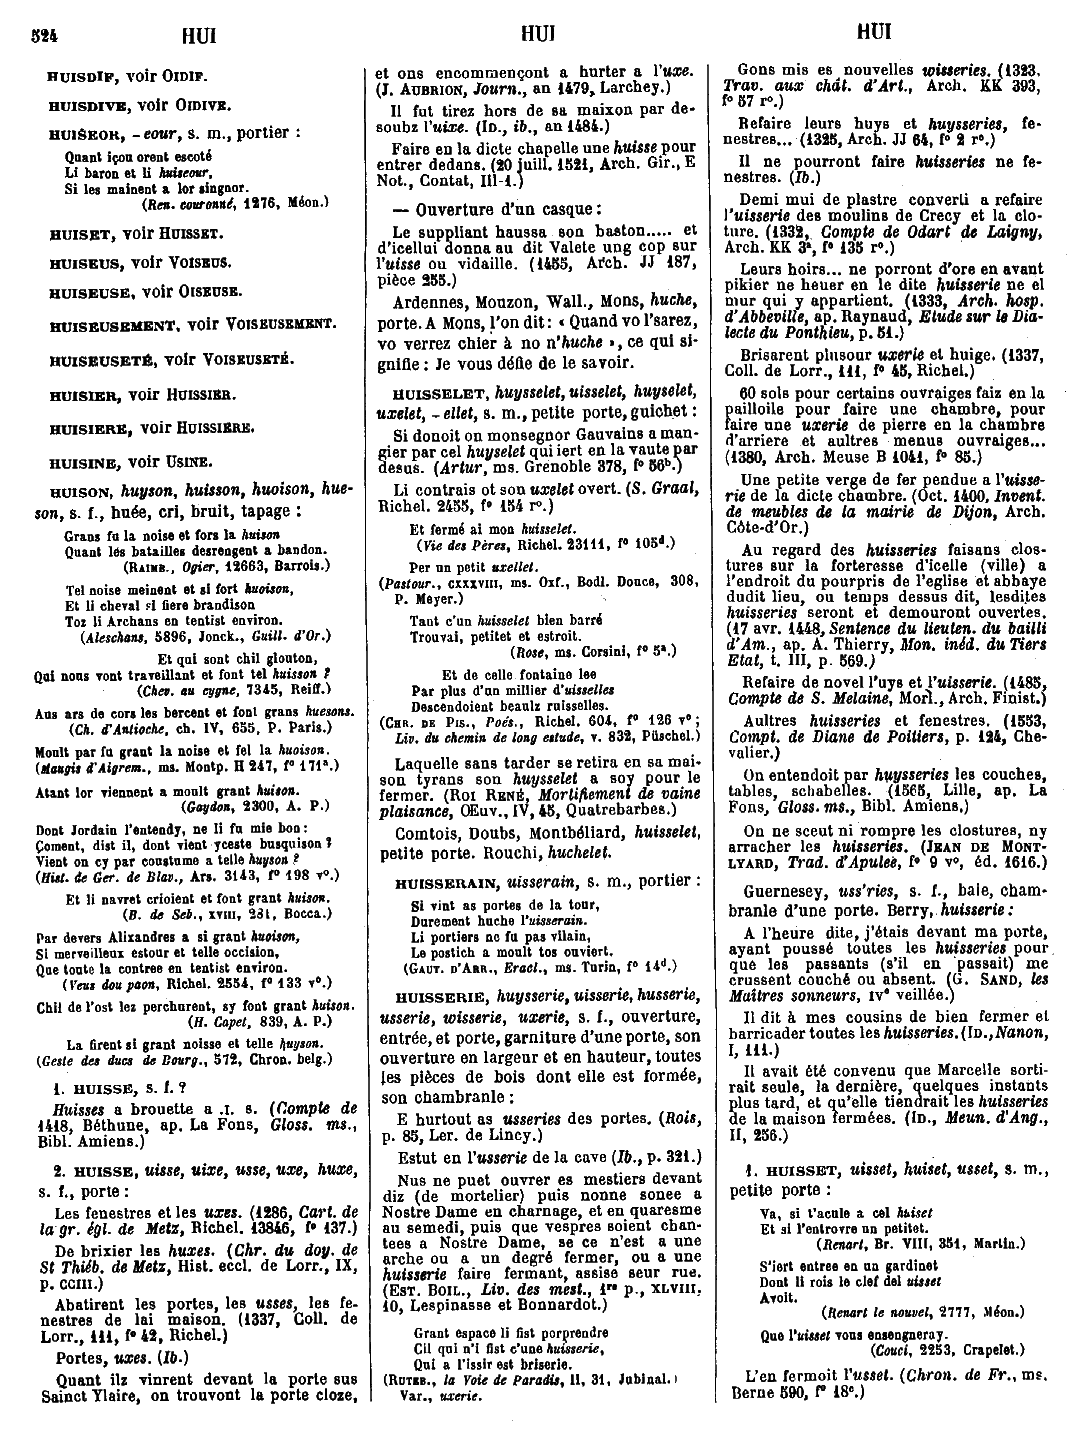 524 HUI HUI HUI
HUISDIF, voir OIDIF.
HUISDIVE, voir OIDIVE.
HUISEOR, -eour, s. m., portier :
Quant içou orent escoté
Li baron et li huiseour,
Si les mainent a lor singnor.
(Ren. couronné, 1276, Méon.)
HUISET, voir HUISSET.
HUISEUS, voir VOISEUS.
HUISEUSE, voir OISEUSE.
HUISEUSEMENT, voir VOISEUSEMENT.
HUISEUSETÉ, voir VOISEUSETÉ.
HUISIER, voir HUISSIER.
HUISIERE, voir HUISSIERE.
HUISINE, voir USINE.
HUISON, huyson, huisson, huoison, hue-
son, s. f., huée, cri, bruit, tapage :
Grans fu la noise et fors la huison
Quant lés batailles desrengent a bandon.
(RAIMB., Ogier, 12663, Barrois.)
Tel noise meinent et si fort huoison,
Et li cheval si fiere brandison
Toz li Archans en tentist environ.
(Aleschans, 5896, Jonck., Guill. d'Or.)
Et qui sont chil glouton,
Qui nous vont traveillant et font tel huisson ?
(Chev. au cygne, 7345, Reiff.)
Aus ars de cors les bercent et font grans huesons.
(Ch. d'Antioche, ch. IV, 655, P. Paris.)
Moult par fu grant la noise et fel la huoison.
(Maugis d'Aigrem., ms. Montp. H 247, f° 171ª.)
Atant lor viennent a moult grant huison.
(Gaydon, 2300, A. P.)
Dont Jordain l'entendy, ne li fu mie bon :
Coment, dist il, dont vient yceste busquison ?
Vient on cy par coustume a telle huyson ?
(Hist. de Ger. de Blav., Ars. 3143, f° 198 v°.)
Et li navret crioient et font grant huison.
(B. de Seb., XVIII, 231, Bocca.)
Par devers Alixandres a si grant huoison,
Si merveilleux estour et telle occision,
Que toute la contree en tentist environ.
(Veus dou paon, Richel. 2554, f° 133 v°.)
Chil de l'ost lez perchurent, sy font grant huison.
(H. Capet, 839, A. P.)
La firent si grant noisse et telle huyson.
(Geste des ducs de Bourg., 572, Chron. belg.)
1. HUISSE, s. f. ?
Huisses a brouette a .I. s. (Compte de
1418, Béthune, ap. La Fons, Gloss. ms.,
Bibl. Amiens.)
2. HUISSE, uisse, uixe, usse, uxe, huxe,
s. f., porte :
Les fenestres et les uxes. (1286, Cart. de
la gr. égl. de Metz, Richel. 13846, f° 137.)
De brixier les huxes. (Chr. du doy. de
St Thiéb. de Metz, Hist. eccl. de Lorr., IX,
p. CCIII.)
Abatirent les portes, les usses, les fe-
nestres de lai maison. (1337, Coll. de
Lorr., III, f° 42, Richel.)
Portes, uxes. (Ib.)
Quant ilz vinrent devant la porte sus
Sainct Ylaire, on trouvont la porte cloze,
et ons encommençont a hurter a l'uxe.
(J. AUBRION, Journ., an 1479, Larchey.)
Il fut tirez hors de sa maixon par de-
soubz l'uixe. (ID., ib., an 1484.)
Faire en la dicte chapelle une huisse pour
entrer dedans. (20 juill. 1521, Arch. Gir., E
Not., Contat, III-1.)
— Ouverture d'un casque :
Le suppliant haussa son baston..... et
d'icellui donna au dit Valete ung cop sur
l'uisse ou vidaille. (1455, Arch. JJ 187,
pièce 255.)
Ardennes, Mouzon, Wall., Mons, huche,
porte. A Mons, l'on dit : « Quand vo l'sarez,
vo verrez chier à no n'huche », ce qui si-
gnifie : Je vous défie de le savoir.
HUISSELET, huysselet, uisselet, huyselet,
uxelet, -ellet, s. m., petite porte, guichet :
Si donoit on monsegnor Gauvains a man-
gier par cel huyselet qui iert en la vaute par
desus. (Artur, ms. Grenoble 378, f° 56ᵇ.)
Li contrais ot son uxelet overt. (S. Graal,
Richel. 2455, f° 154 r°.)
Et fermé ai mon huisselet.
(Vie des Pères, Richel. 23111, f° 105ᵈ.)
Per un petit uxellet.
(Pastour., CXXXVIII, ms. Oxf., Bodl. Douce, 308,
P. Meyer.)
Tant c'un huisselet bien barré
Trouvai, petitet et estroit.
(Rose, ms. Corsini, f° 5ª.)
Et de celle fontaine lee
Par plus d'un millier d'uisselles
Descendoient beaulz ruisselles.
(CHR. DE PIS., Poés., Richel. 604, f° 126 v° ;
Liv. du chemin de long estude, v. 832, Püschel.)
Laquelle sans tarder se retira en sa mai-
son tyrans son huysselet a soy pour le
fermer. (ROI RENÉ, Mortifiement de vaine
plaisance, Œuv., IV, 45, Quatrebarbes.)
Comtois, Doubs, Montbéliard, huisselet,
petite porte. Rouchi, huchelet.
HUISSERAIN, uisserain, s. m., portier :
Si vint as portes de la tour,
Durement huche l'uisserain.
Li portiers ne fu pas vilain,
Le postich a moult tos ouviert.
(GAUT. D'ARR., Eracl., ms. Turin, f° 14ᵈ.)
HUISSERIE, huysserie, uisserie, husserie,
usserie, wisserie, uxerie, s. f., ouverture,
entrée, et porte, garniture d'une porte, son
ouverture en largeur et en hauteur, toutes
les pièces de bois dont elle est formée,
son chambranle :
E hurtout as usseries des portes. (Rois,
p. 85, Ler. de Lincy.)
Estut en l'usserie de la cave (Ib., p. 321.)
Nus ne puet ouvrer es mestiers devant
diz (de mortelier) puis nonne sonee a
Nostre Dame en charnage, et en quaresme
au semedi, puis que vespres soient chan-
tees a Nostre Dame, se ce n'est a une
arche ou a un degré fermer, ou a une
huisserie faire fermant, assise seur rue.
(EST. BOIL., Liv. des mest., 1ʳᵉ p., XLVIII,
10, Lespinasse et Bonnardot.)
Grant espace li fist porprendre
Cil qui n'i fist c'une huisserie,
Qui a l'issir est briserie.
(RUTEB., la Voie de Paradis, II, 31, Jubinal.)
Var., uxerie.
Gons mis es nouvelles wisseries. (1323,
Trav. aux chât. d'Art., Arch. KK 393,
f° 57 r°.)
Refaire leurs huys et huysseries, fe-
nestres... (1325, Arch. JJ 64, f° 2 r°.)
Il ne pourront faire huisseries ne fe-
nestres. (Ib.)
Demi mui de plastre converti a refaire
l'uisserie des moulins de Crecy et la clo-
ture. (1332, Compte de Odart de Laigny,
Arch. KK 3ª, f° 135 r°.)
Leurs hoirs... ne porront d'ore en avant
pikier ne heuer en le dite huisserie ne el
mur qui y appartient. (1333, Arch. hosp.
d'Abbeville, ap. Raynaud, Etude sur le Dia-
lecte du Ponthieu, p. 51.)
Brisarent plusour uxerie et huige. (1337,
Coll. de Lorr., III, f° 45, Richel.)
60 sols pour certains ouvraiges faiz en la
pailloile pour faire une chambre, pour
faire une uxerie de pierre en la chambre
d'arriere et aultres menus ouvraiges...
(1380, Arch. Meuse B 1041, f° 85.)
Une petite verge de fer pendue a l'uisse-
rie de la dicte chambre. (Oct. 1400, Invent.
de meubles de la mairie de Dijon, Arch.
Côte-d'Or.)
Au regard des huisseries faisans clos-
tures sur la forteresse d'icelle (ville) a
l'endroit du pourpris de l'eglise et abbaye
dudit lieu, ou temps dessus dit, lesdites
huisseries seront et demouront ouvertes.
(17 avr. 1448, Sentence du lieuten. du bailli
d'Am., ap. A. Thierry, Mon. inéd. du Tiers
Etat, t. III, p. 569.)
Refaire de novel l'uys et l'uisserie. (1485,
Compte de S. Melaine, Morl., Arch. Finist.)
Aultres huisseries et fenestres. (1553,
Compt. de Diane de Poitiers, p. 124, Che-
valier.)
On entendoit par huysseries les couches,
tables, schabelles. (1565, Lille, ap. La
Fons, Gloss. ms., Bibl. Amiens.)
On ne sceut ni rompre les clostures, ny
arracher les huisseries. (JEAN DE MONT-
LYARD, Trad. d'Apulee, f° 9 v°, éd. 1616.)
Guernesey, uss'ries, s. f., baie, cham-
branle d'une porte. Berry, huisserie :
A l'heure dite, j'étais devant ma porte,
ayant poussé toutes les huisseries pour
que les passants (s'il en passait) me
crussent couché ou absent. (G. SAND, les
Maîtres sonneurs, IVᵉ veillée.)
Il dit à mes cousins de bien fermer et
barricader toutes les huisseries. (ID., Nanon,
I, III.)
Il avait été convenu que Marcelle sorti-
rait seule, la dernière, quelques instants
plus tard, et qu'elle tiendrait les huisseries
de la maison fermées. (ID., Meun. d'Ang.,
II, 256.)
1. HUISSET, uisset, huiset, usset, s. m.,
petite porte :
Va, si t'acule a cel huiset
Et si l'entrovre un petitet.
(Renart, Br. VIII, 351, Martin.)
S'iert entree en un gardinet
Dont li rois le clef del uisset
Avoit.
(Renart le nouvel, 2777, Méon.)
Que l'uisset vous ensengneray.
(Couci, 2253, Crapelet.)
L'en fermoit l'usset. (Chron. de Fr., ms.
Berne 590, f° 18ᶜ.)